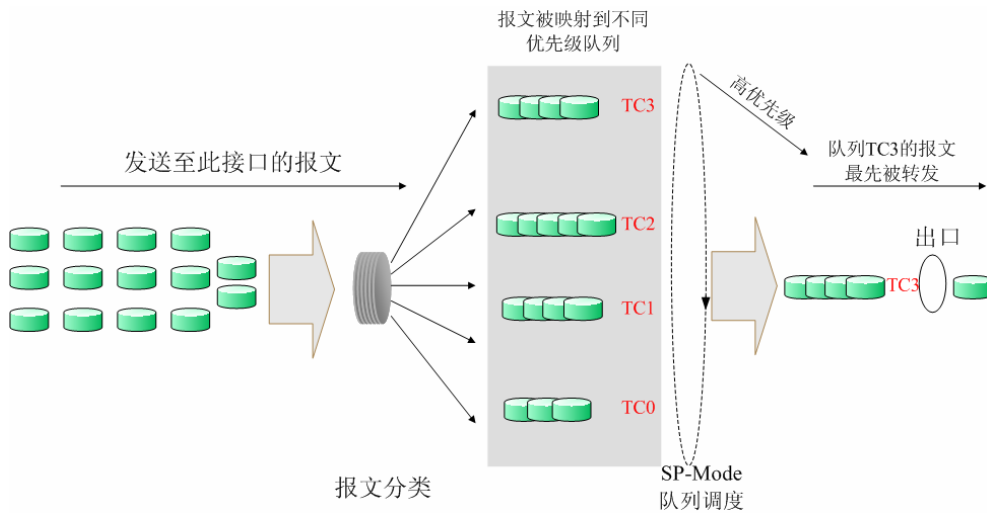 报文被映射到不同
优先级队列
发送至此接口的报文
TC3
TC2
TC1
TC0
高优先级
队列TC3的报文
最先被转发
出口
TC3
报文分类
SP-Mode
队列调度